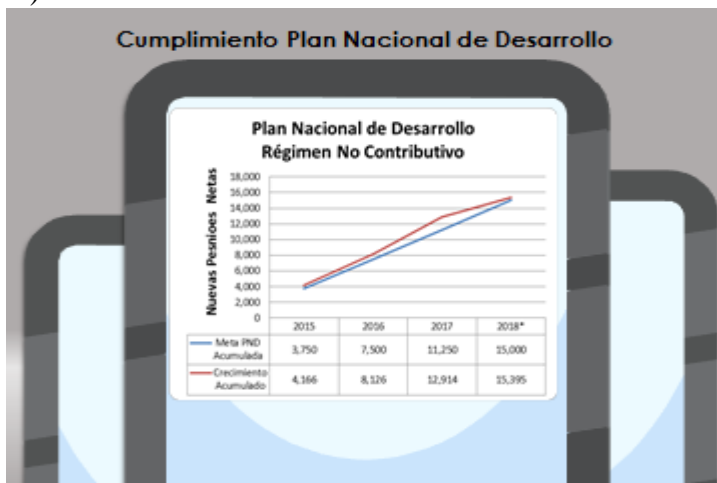 Cumplimiento Plan Nacional de Desarrollo
Plan Nacional de Desarrollo
Régimen No Contributivo
Nuevas Pesnioes Netas
18,000
16,000
14,000
12,000
10,000
8,000
6,000
4,000
2,000
0
2015 2016 2017 2018*
Meta PND Acumulada 3,750 7,500 11,250 15,000
Crecimiento Acumulado 4,166 8,126 12,914 15,395